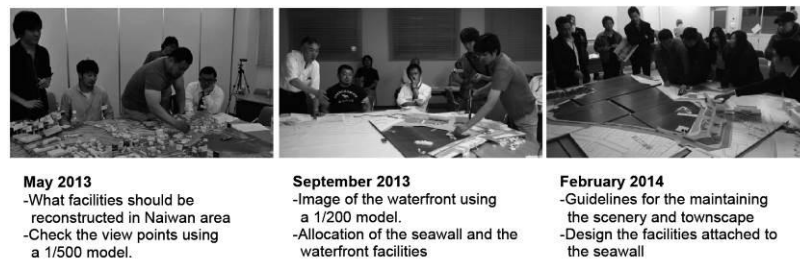 May 2013
-What facilities should be
reconstructed in Naiwan area
-Check the view points using
a 1/500 model.
September 2013
-Image of the waterfront using
a 1/200 model.
-Allocation of the seawall and the
waterfront facilities
February 2014
-Guidelines for the maintaining
the scenery and townscape
-Design the facilities attached to
the seawall